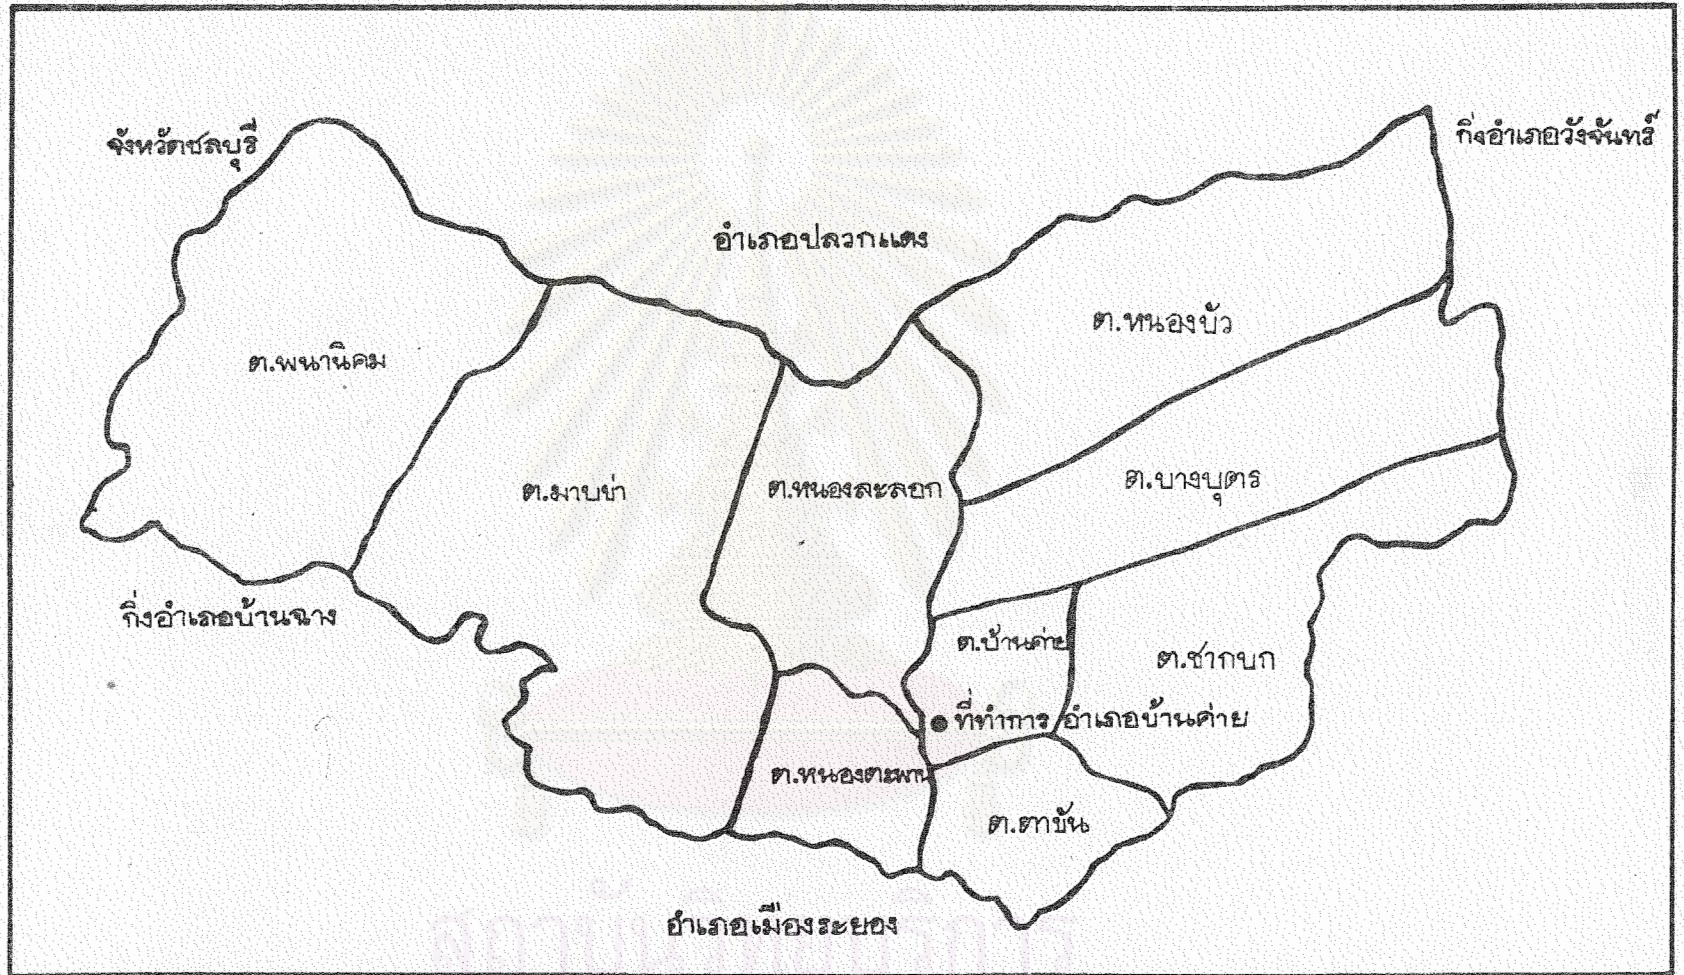 จังหวัดชลบุรี
กิ่งอำเภอวังจันทร์
อำเภอปลวกแดง
ต.หนองบัว
ต.พนานิคม
ต.มาบข่า
ต.หนองละลอก
ต.บางบุตร
กิ่งอำเภอบ้านฉาง
ต.บ้านค่าย
ต.ชากบก
ที่ทำการ อำเภอบ้านค่าย
ต.หนองตะพาน
ต.ตาขัน
อำเภอเมืองระยอง